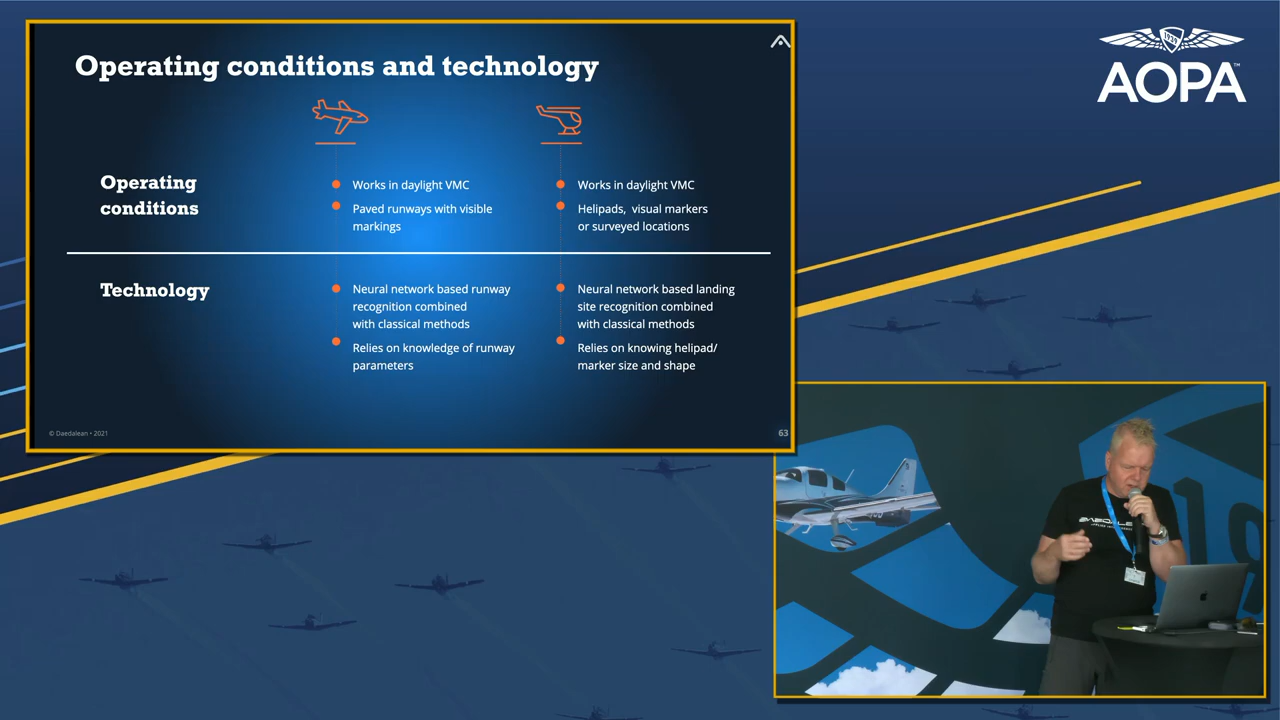 Operating conditions and technology
Operating
conditions
Works in daylight VMC
Paved runways with visible
markings
Works in daylight VMC
Helipads, visual markers
or surveyed locations
Technology
Neural network based runway
recognition combined
with classical methods
Relies on knowledge of runway
parameters
Neural network based landing
site recognition combined
with classical methods
Relies on knowing helipad/
marker size and shape
© Daedalean • 2021
63
1939
AOPA™